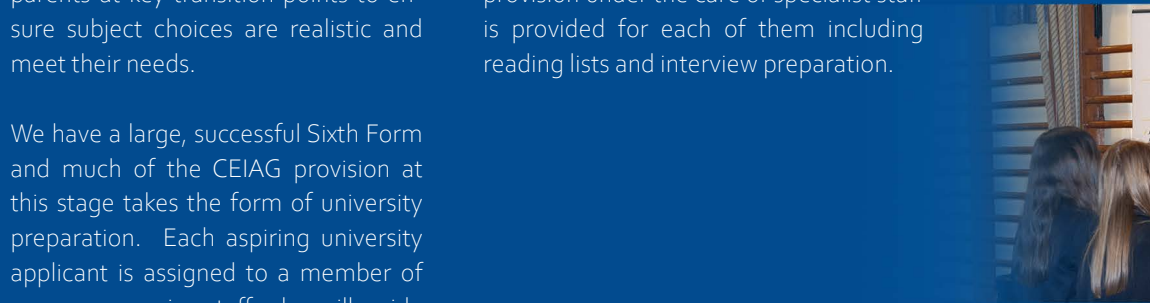 parents at key transition points to en-
sure subject choices are realistic and
meet their needs.
We have a large, successful Sixth Form
and much of the CEIAG provision at
this stage takes the form of university
preparation. Each aspiring university
applicant is assigned to a member of
provision under the care of specialist staff
is provided for each of them including
reading lists and interview preparation.